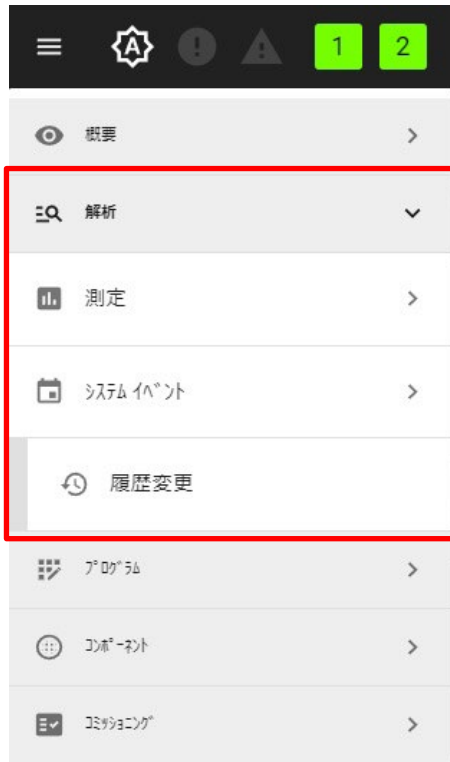 A
1 2
概要
解析
測定
ｼｽﾃﾑ ｲﾍﾞﾝﾄ
履歴変更
ﾌﾟﾛｸﾞﾗﾑ
ｺﾝﾎﾟｰﾈﾝﾄ
ｺﾐｯｼｮﾆﾝｸﾞ